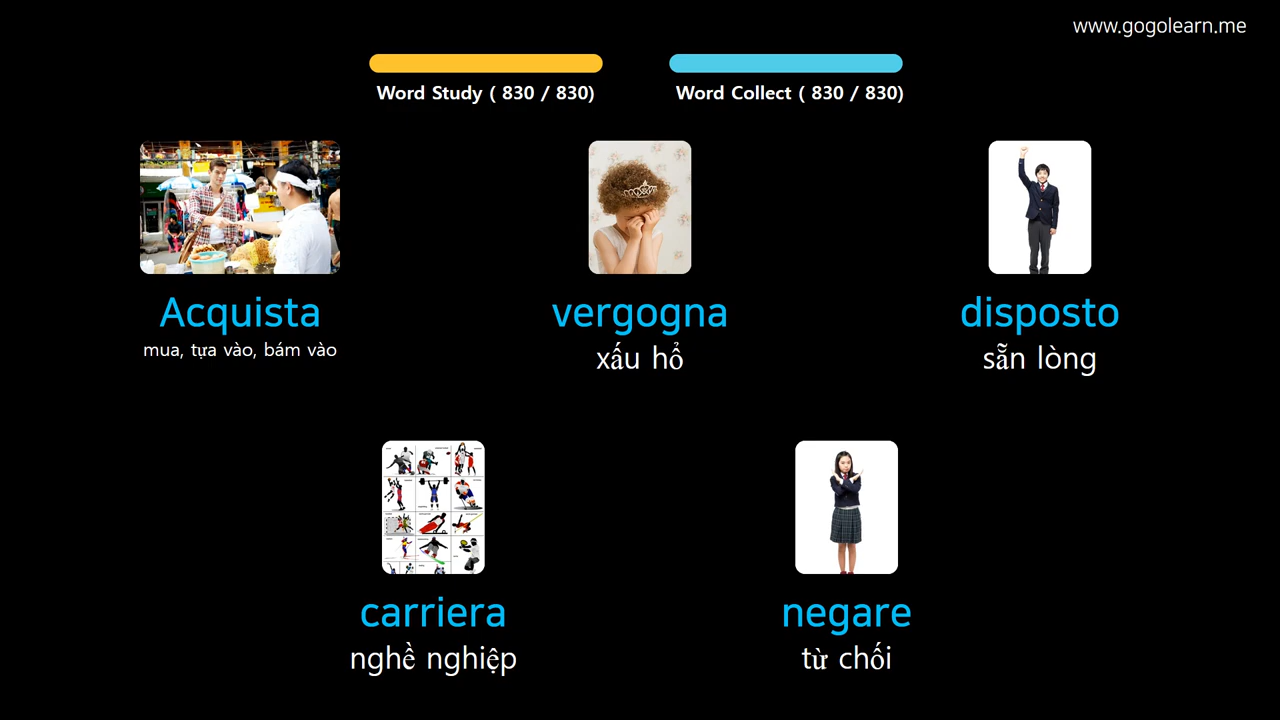 www.gogolearn.me
Word Study ( 830 / 830)
Word Collect ( 830 / 830)
Acquista
mua, tựa vào, bám vào
vergogna
xấu hổ
disposto
sẵn lòng
carriera
nghề nghiệp
negare
từ chối